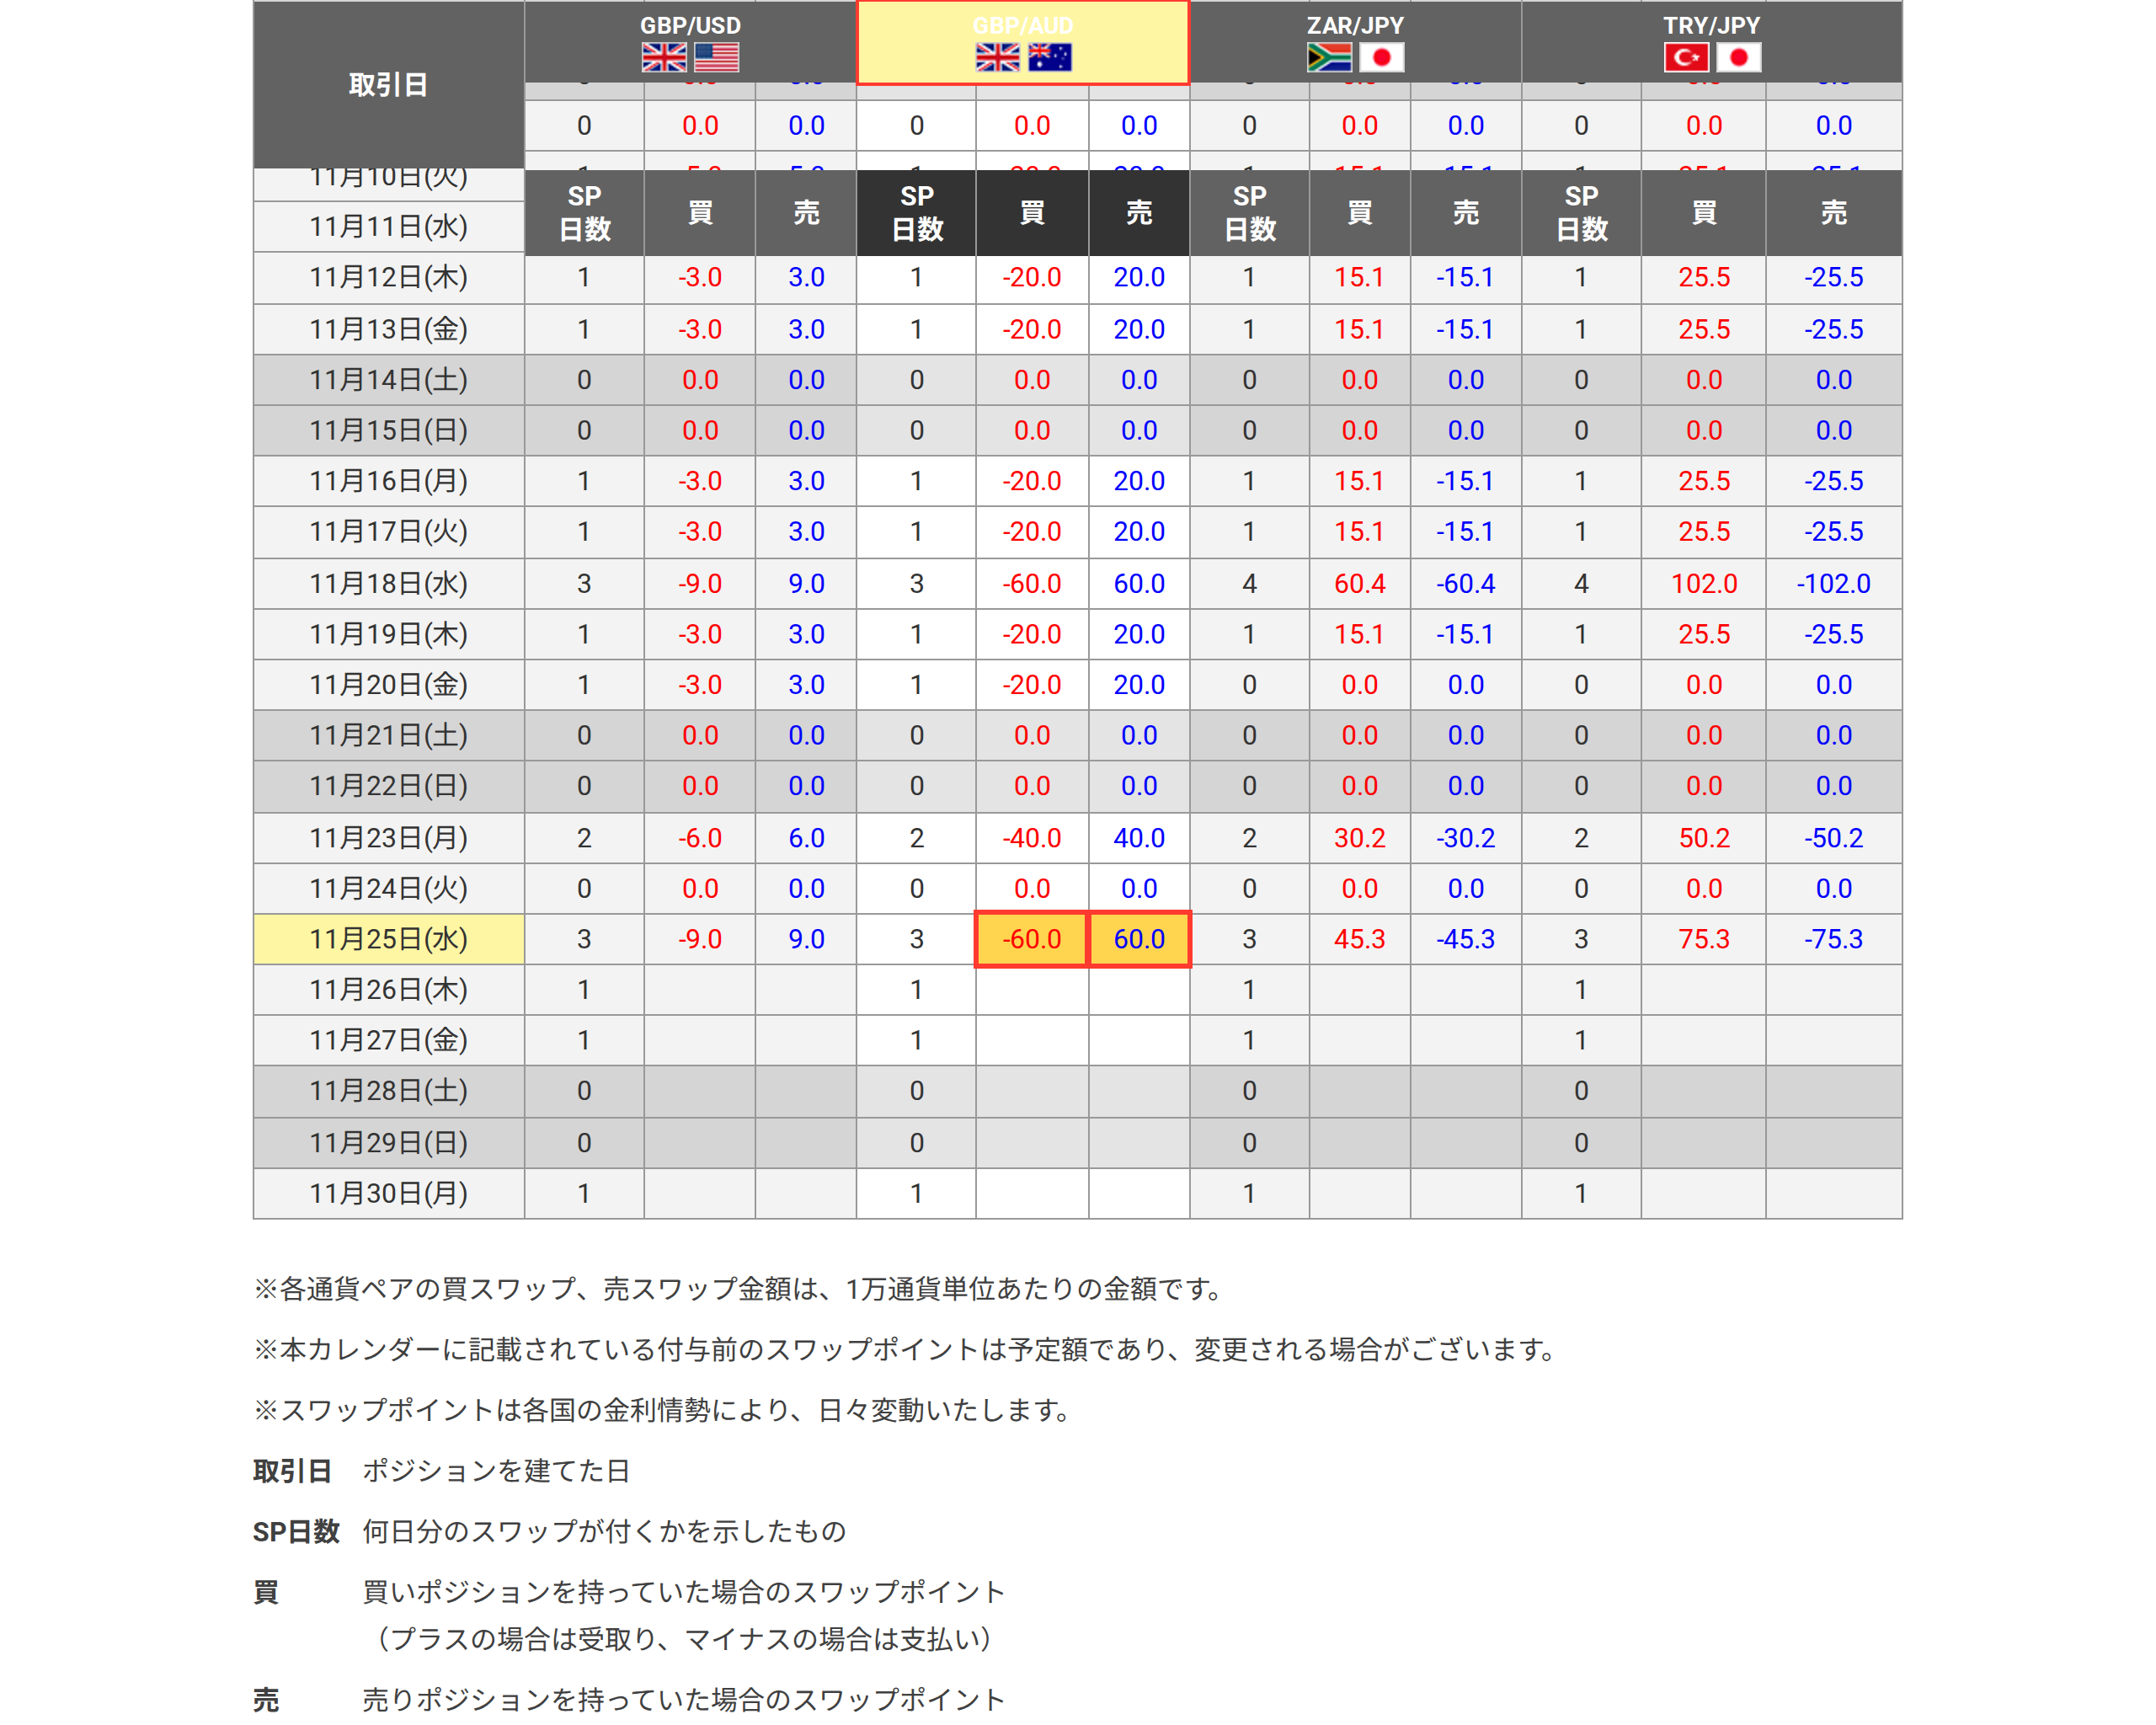 取引日 GBP/USD GBP/AUD ZAR/JPY TRY/JPY
0 0.0 0.0 0 0.0 0.0 0 0.0 0.0 0 0.0 0.0
11月10日(火)
SP日数 買 売 SP日数 買 売 SP日数 買 売 SP日数 買 売
11月11日(水)
11月12日(木) 1 -3.0 3.0 1 -20.0 20.0 1 15.1 -15.1 1 25.5 -25.5
11月13日(金) 1 -3.0 3.0 1 -20.0 20.0 1 15.1 -15.1 1 25.5 -25.5
11月14日(土) 0 0.0 0.0 0 0.0 0.0 0 0.0 0.0 0 0.0 0.0
11月15日(日) 0 0.0 0.0 0 0.0 0.0 0 0.0 0.0 0 0.0 0.0
11月16日(月) 1 -3.0 3.0 1 -20.0 20.0 1 15.1 -15.1 1 25.5 -25.5
11月17日(火) 1 -3.0 3.0 1 -20.0 20.0 1 15.1 -15.1 1 25.5 -25.5
11月18日(水) 3 -9.0 9.0 3 -60.0 60.0 4 60.4 -60.4 4 102.0 -102.0
11月19日(木) 1 -3.0 3.0 1 -20.0 20.0 1 15.1 -15.1 1 25.5 -25.5
11月20日(金) 1 -3.0 3.0 1 -20.0 20.0 0 0.0 0.0 0 0.0 0.0
11月21日(土) 0 0.0 0.0 0 0.0 0.0 0 0.0 0.0 0 0.0 0.0
11月22日(日) 0 0.0 0.0 0 0.0 0.0 0 0.0 0.0 0 0.0 0.0
11月23日(月) 2 -6.0 6.0 2 -40.0 40.0 2 30.2 -30.2 2 50.2 -50.2
11月24日(火) 0 0.0 0.0 0 0.0 0.0 0 0.0 0.0 0 0.0 0.0
11月25日(水) 3 -9.0 9.0 3 -60.0 60.0 3 45.3 -45.3 3 75.3 -75.3
11月26日(木) 1 1 1 1
11月27日(金) 1 1 1 1
11月28日(土) 0 0 0 0
11月29日(日) 0 0 0 0
11月30日(月) 1 1 1 1
※各通貨ペアの買スワップ、売スワップ金額は、1万通貨単位あたりの金額です。
※本カレンダーに記載されている付与前のスワップポイントは予定額であり、変更される場合がございます。
※スワップポイントは各国の金利情勢により、日々変動いたします。
取引日 ポジションを建てた日
SP日数 何日分のスワップが付くかを示したもの
買 買いポジションを持っていた場合のスワップポイント
（プラスの場合は受取り、マイナスの場合は支払い）
売 売りポジションを持っていた場合のスワップポイント